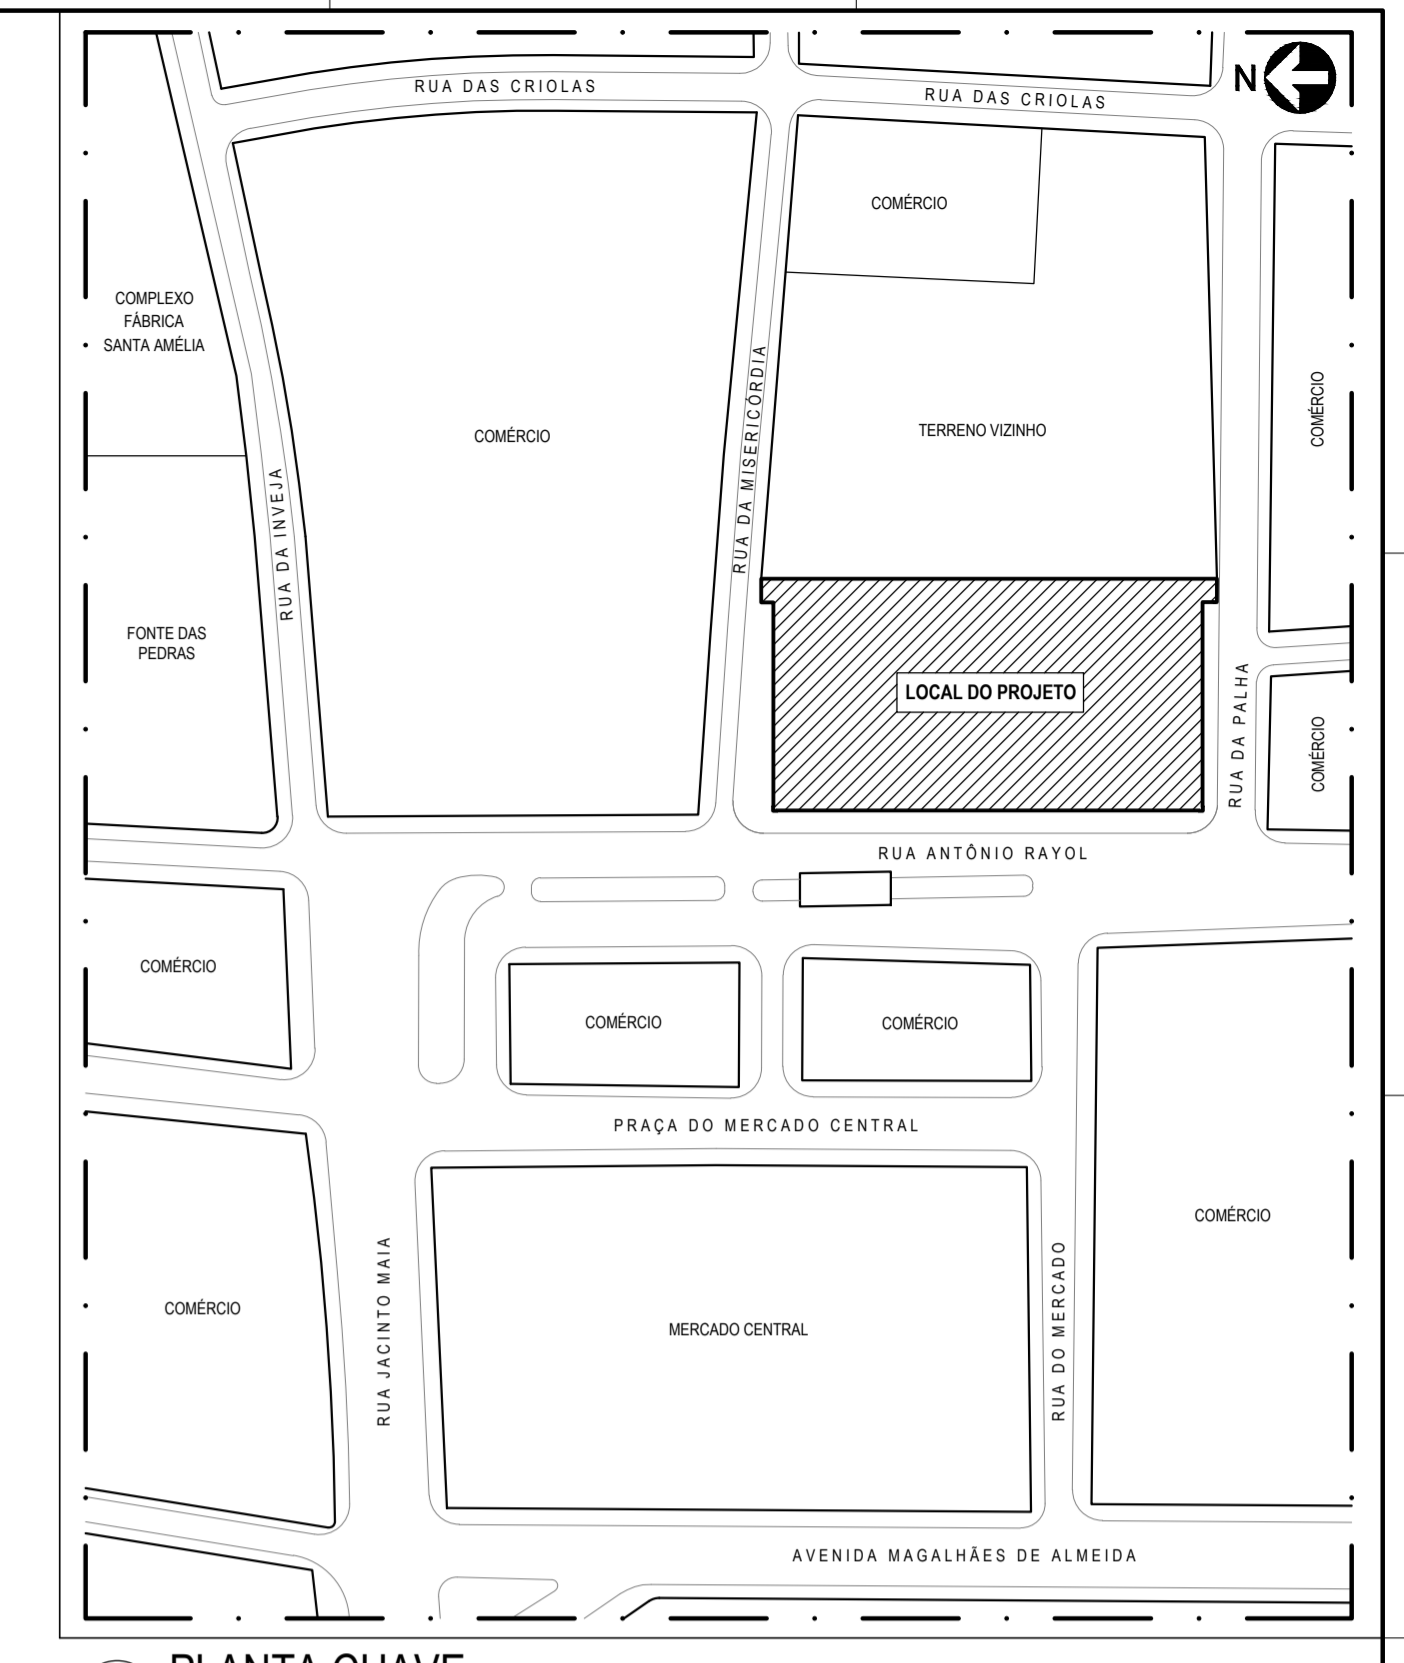 RUA DAS CRIOLAS
RUA DAS CRIOLAS
N
COMÉRCIO
COMPLEXO
FÁBRICA
SANTA AMÉLIA
COMÉRCIO
RUA DA MISERICÓRDIA
TERRENO VIZINHO
COMÉRCIO
RUA DA INVEJA
FONTE DAS
PEDRAS
LOCAL DO PROJETO
RUA DA PALHA
COMÉRCIO
RUA ANTÔNIO RAYOL
COMÉRCIO
COMÉRCIO
COMÉRCIO
PRAÇA DO MERCADO CENTRAL
COMÉRCIO
COMÉRCIO
RUA JACINTO MAIA
MERCADO CENTRAL
RUA DO MERCADO
AVENIDA MAGALHÃES DE ALMEIDA
PLANTA CHAVE